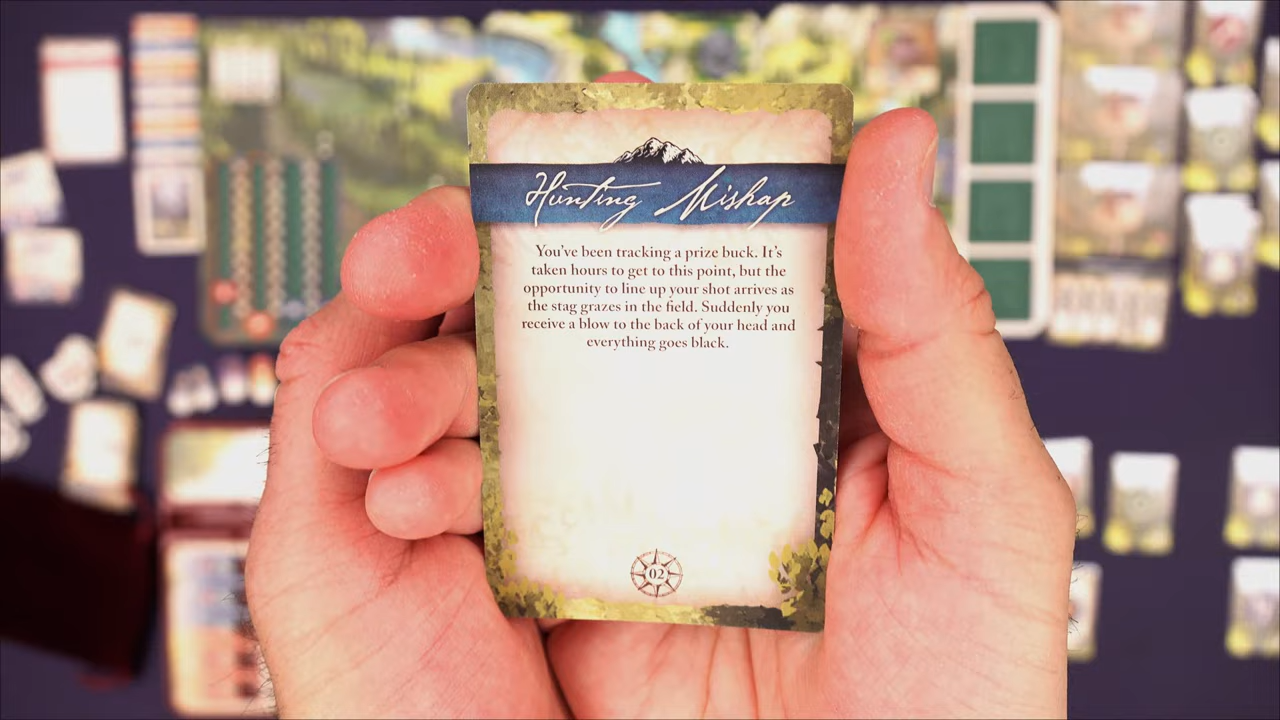 Hunting Mishap
You've been tracking a prize buck. It's
taken hours to get to this point, but the
opportunity to line up your shot arrives as
the stag grazes in the field. Suddenly you
receive a blow to the back of your head and
everything goes black.
02